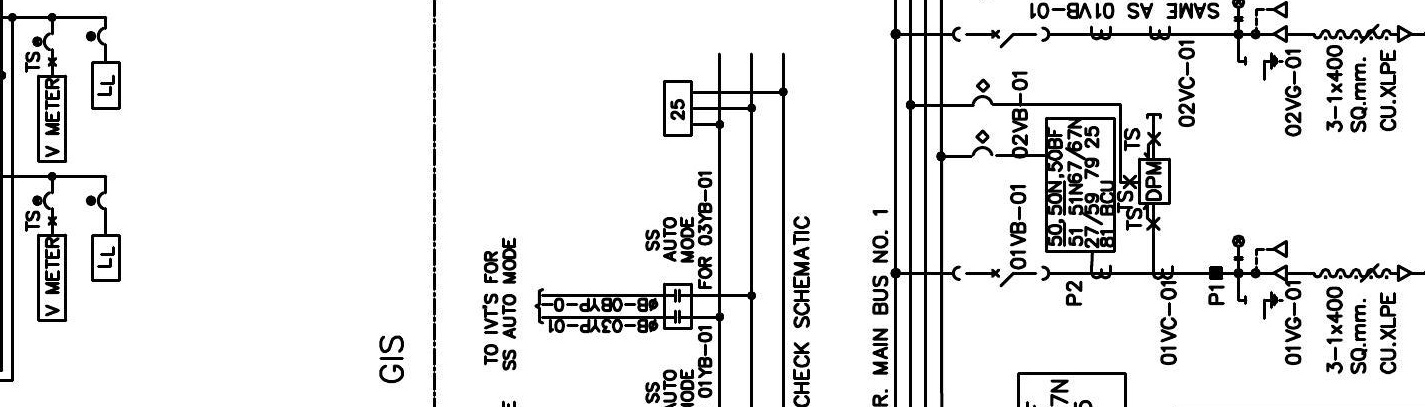 TS
V METER
LL
TS
V METER
LL
GIS
TO IVT'S FOR
SS AUTO MODE
25
SS
AUTO
MODE
FOR 03YB-01
ØB-08YP-0
ØB-03YP-01
SS
AUTO
MODE
01YB-01
CHECK SCHEMATIC
R. MAIN BUS NO. 1
SAME AS 01VB-01
02VB-01
02VC-01
02VG-01
3-1x400
SQ.mm.
CU.XLPE
50,50N,50BF
51 51N67/67N
27/59 79 25
81 BCU
TS
TS
TS
DPM
01VB-01
P2
01VC-01
P1
01VG-01
3-1x400
SQ.mm.
CU.XLPE
7N